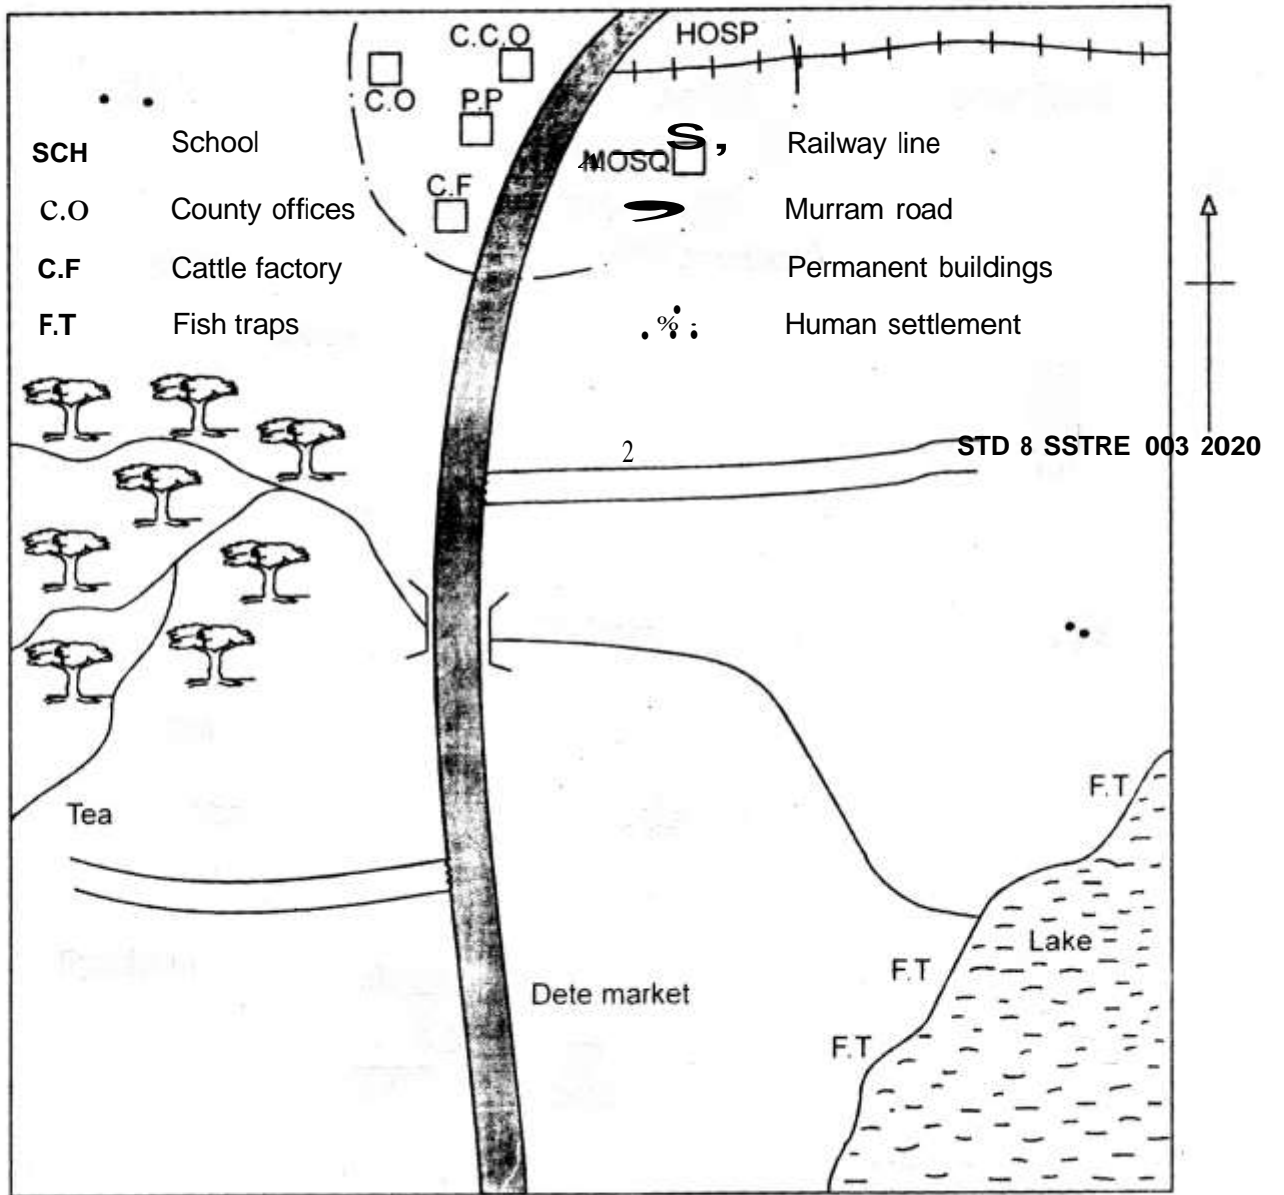 C.C.O HOSP
C.O P.P
SCH School MOSQ S, Railway line
C.F
C.O County offices Murram road
C.F Cattle factory Permanent buildings
F.T Fish traps % Human settlement
2 STD 8 SSTRE 003 2020
F.T
Tea
Lake
F.T
Dete market
F.T